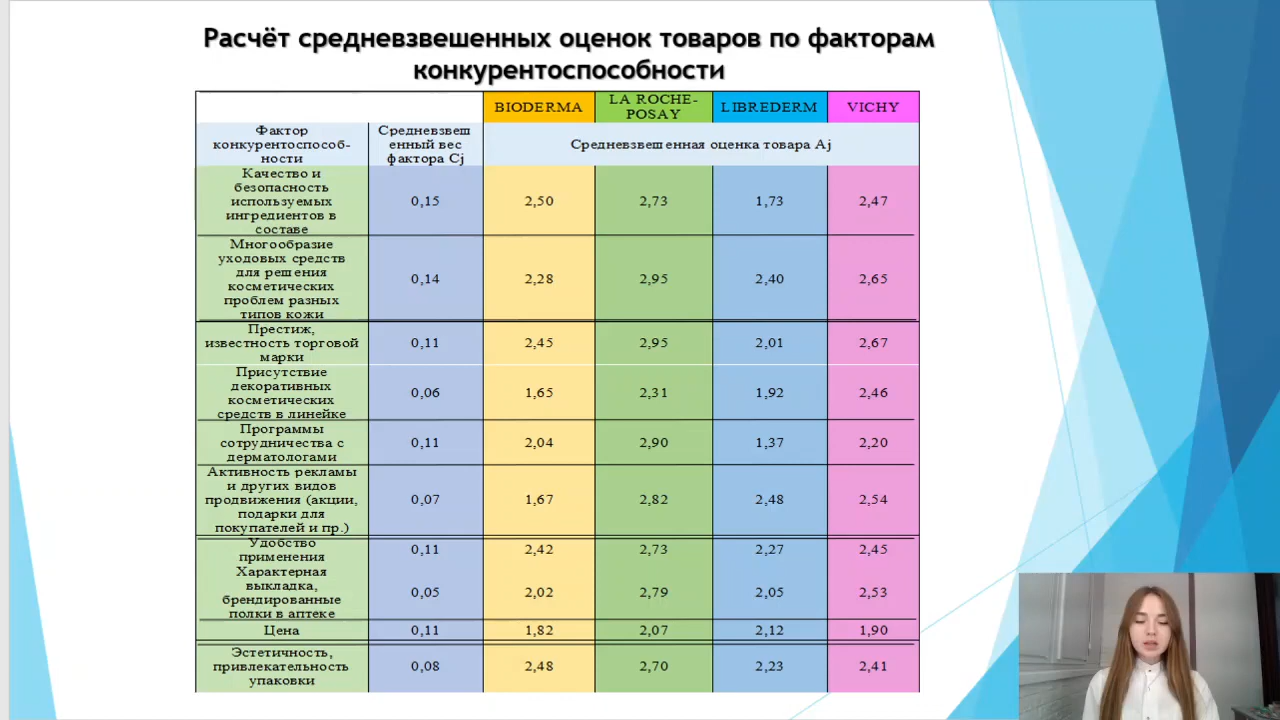 Расчёт средневзвешенных оценок товаров по факторам
конкурентоспособности
BIODERMA
LA ROCHE-
POSAY
LIBREDERM
VICHY
Фактор
конкурентоспособ-
ности
Средневзвеш
енный вес
фактора Cj
Средневзвешенная оценка товара Aj
Качество и
безопасность
используемых
ингредиентов в
составе
0,15
2,50
2,73
1,73
2,47
Многообразие
уходовых средств
для решения
косметических
проблем разных
типов кожи
0,14
2,28
2,95
2,40
2,65
Престиж,
известность торговой
марки
0,11
2,45
2,95
2,01
2,67
Присутствие
декоративных
косметических
средств в линейке
0,06
1,65
2,31
1,92
2,46
Программы
сотрудничества с
дерматологами
0,11
2,04
2,90
1,37
2,20
Активность рекламы
и других видов
продвижения (акции,
подарки для
покупателей и пр.)
0,07
1,67
2,82
2,48
2,54
Удобство
применения
0,11
2,42
2,73
2,27
2,45
Характерная
выкладка,
брендированные
полки в аптеке
0,05
2,02
2,79
2,05
2,53
Цена
0,11
1,82
2,07
2,12
1,90
Эстетичность,
привлекательность
упаковки
0,08
2,48
2,70
2,23
2,41